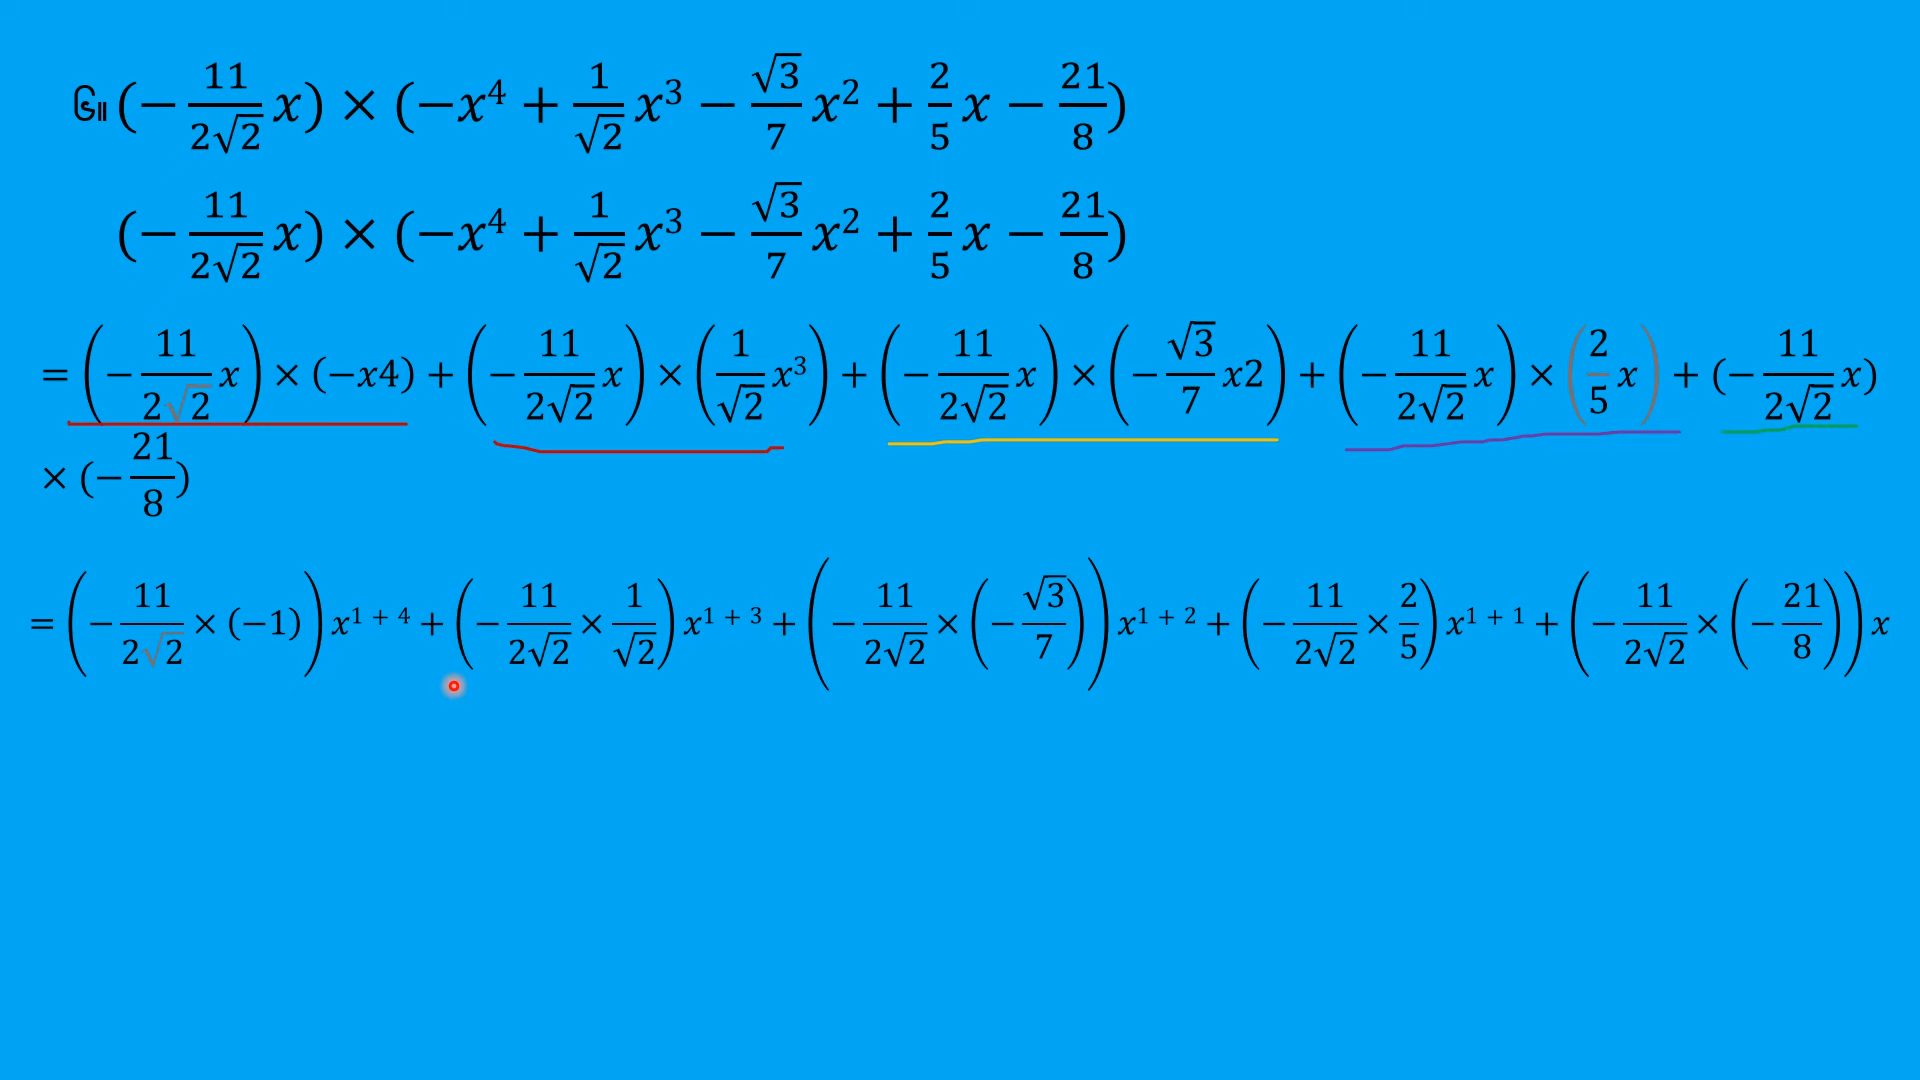 ତ॥ (−11/2√2 x) × (−x⁴ + 1/√2 x³ − √3/7 x² + 2/5 x − 21/8)
(−11/2√2 x) × (−x⁴ + 1/√2 x³ − √3/7 x² + 2/5 x − 21/8)
= (−11/2√2 x) × (−x4) + (−11/2√2 x) × (1/√2 x³) + (−11/2√2 x) × (−√3/7 x2) + (−11/2√2 x) × (2/5 x) + (−11/2√2 x)
× (−21/8)
= (−11/2√2 × (−1)) x¹⁺⁴ + (−11/2√2 × 1/√2) x¹⁺³ + (−11/2√2 × (−√3/7)) x¹⁺² + (−11/2√2 × 2/5) x¹⁺¹ + (−11/2√2 × (−21/8)) x